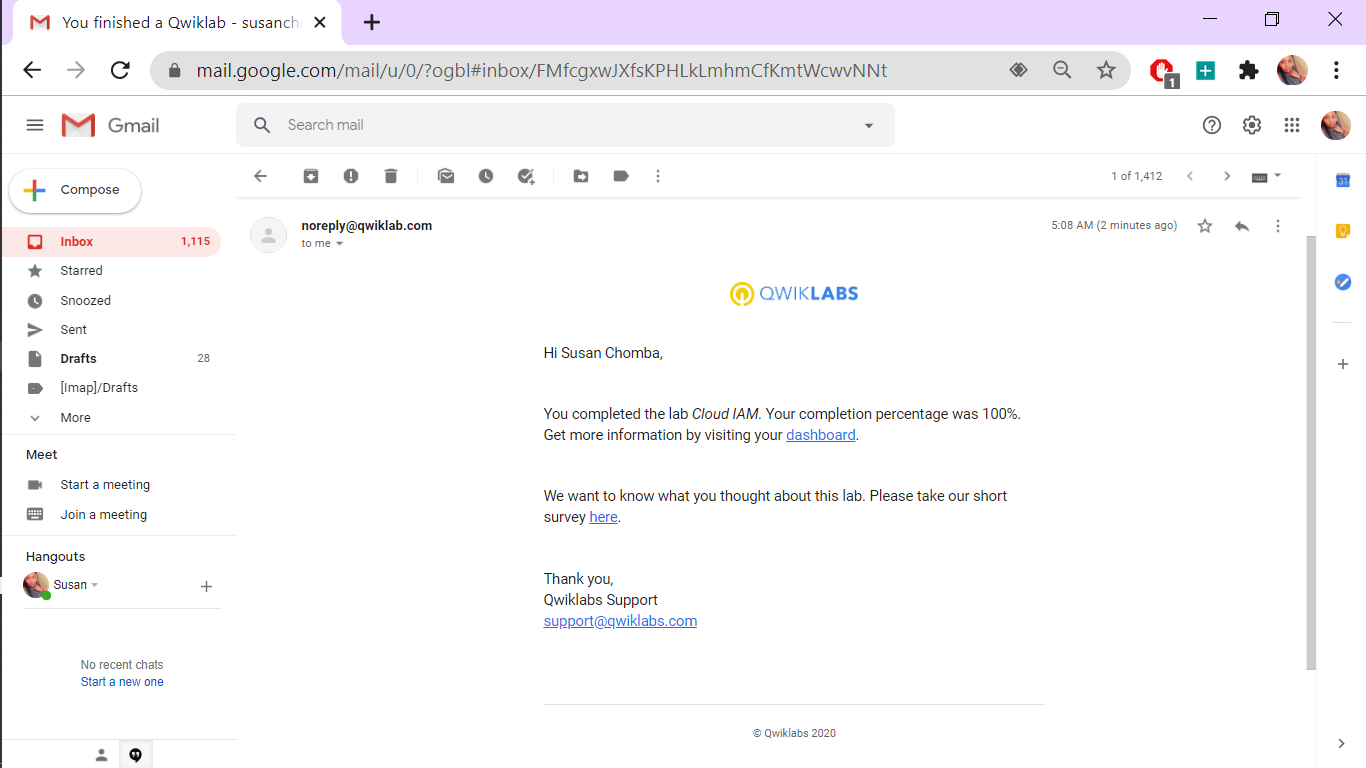 You finished a Qwiklab - susanch
mail.google.com/mail/u/0/?ogbl#inbox/FMfcgxwJXfsKPHLkLmhmCfKmtWcwvNNt
1
Gmail
Search mail
Compose
1 of 1,412
31
Inbox 1,115
Starred
Snoozed
Sent
Drafts 28
[Imap]/Drafts
More
Meet
Start a meeting
Join a meeting
Hangouts
Susan
No recent chats
Start a new one
noreply@qwiklab.com
5:08 AM (2 minutes ago)
to me
QWIKLABS
Hi Susan Chomba,
You completed the lab Cloud IAM. Your completion percentage was 100%.
Get more information by visiting your dashboard.
We want to know what you thought about this lab. Please take our short
survey here.
Thank you,
Qwiklabs Support
support@qwiklabs.com
© Qwiklabs 2020